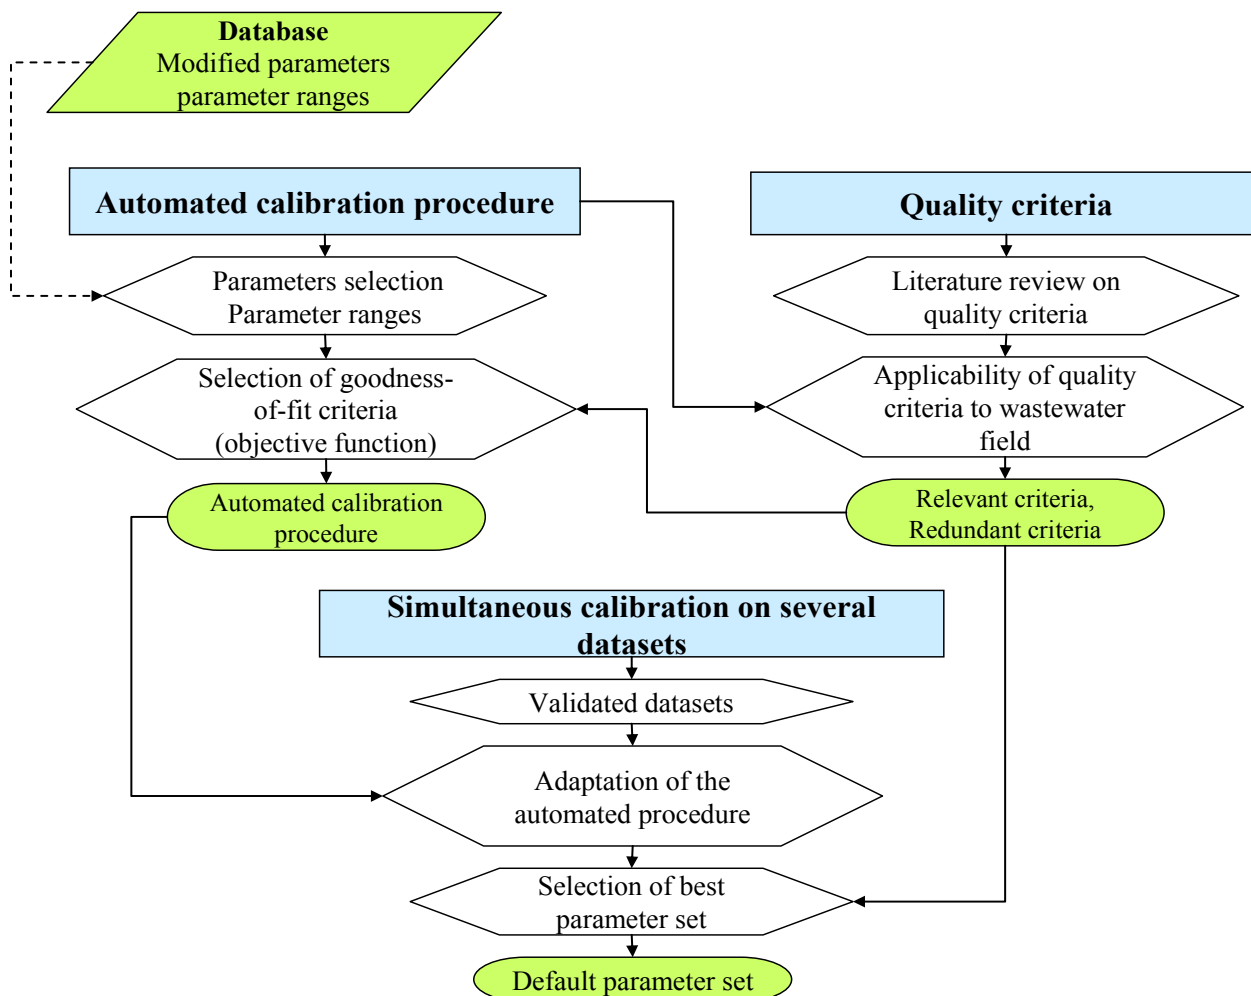 Database
Modified parameters
parameter ranges
Automated calibration procedure
Quality criteria
Parameters selection
Parameter ranges
Literature review on
quality criteria
Selection of goodness-
of-fit criteria
(objective function)
Applicability of quality
criteria to wastewater
field
Automated calibration
procedure
Relevant criteria,
Redundant criteria
Simultaneous calibration on several
datasets
Validated datasets
Adaptation of the
automated procedure
Selection of best
parameter set
Default parameter set